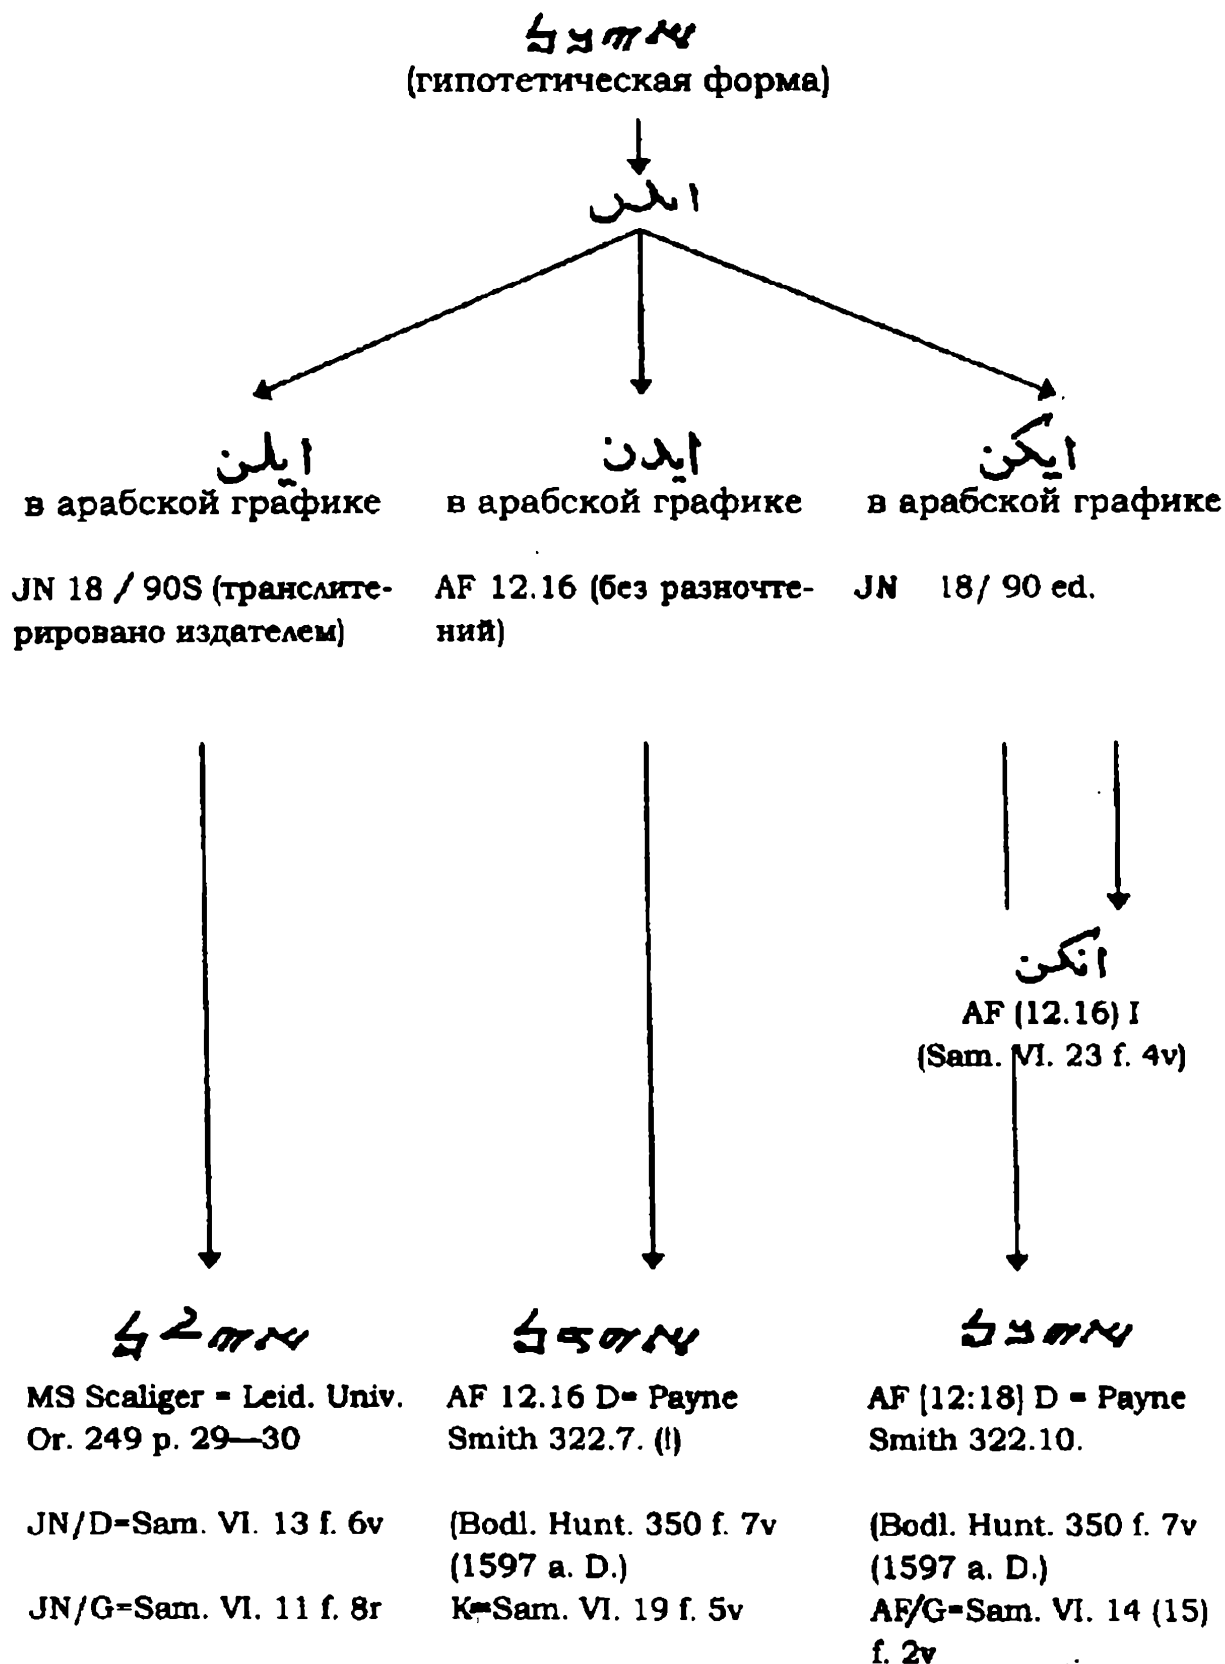 ࠀࠉࠊࠍ
(гипотетическая форма)
ايلن
в арабской графике
JN 18 / 90S (транслите-
рировано издателем)
ايدن
в арабской графике
AF 12.16 (без разночте-
ний)
ايكن
в арабской графике
JN 18/ 90 ed.
انكن
AF (12.16) I
(Sam. VI. 23 f. 4v)
ࠀࠉࠋࠍ
MS Scaliger = Leid. Univ.
Or. 249 p. 29—30
JN/D=Sam. VI. 13 f. 6v
JN/G=Sam. VI. 11 f. 8r
ࠀࠉࠃࠍ
AF 12.16 D= Payne
Smith 322.7. (!)
(Bodl. Hunt. 350 f. 7v
(1597 a. D.)
K=Sam. VI. 19 f. 5v
ࠀࠉࠊࠍ
AF [12:18] D = Payne
Smith 322.10.
(Bodl. Hunt. 350 f. 7v
(1597 a. D.)
AF/G=Sam. VI. 14 (15)
f. 2v